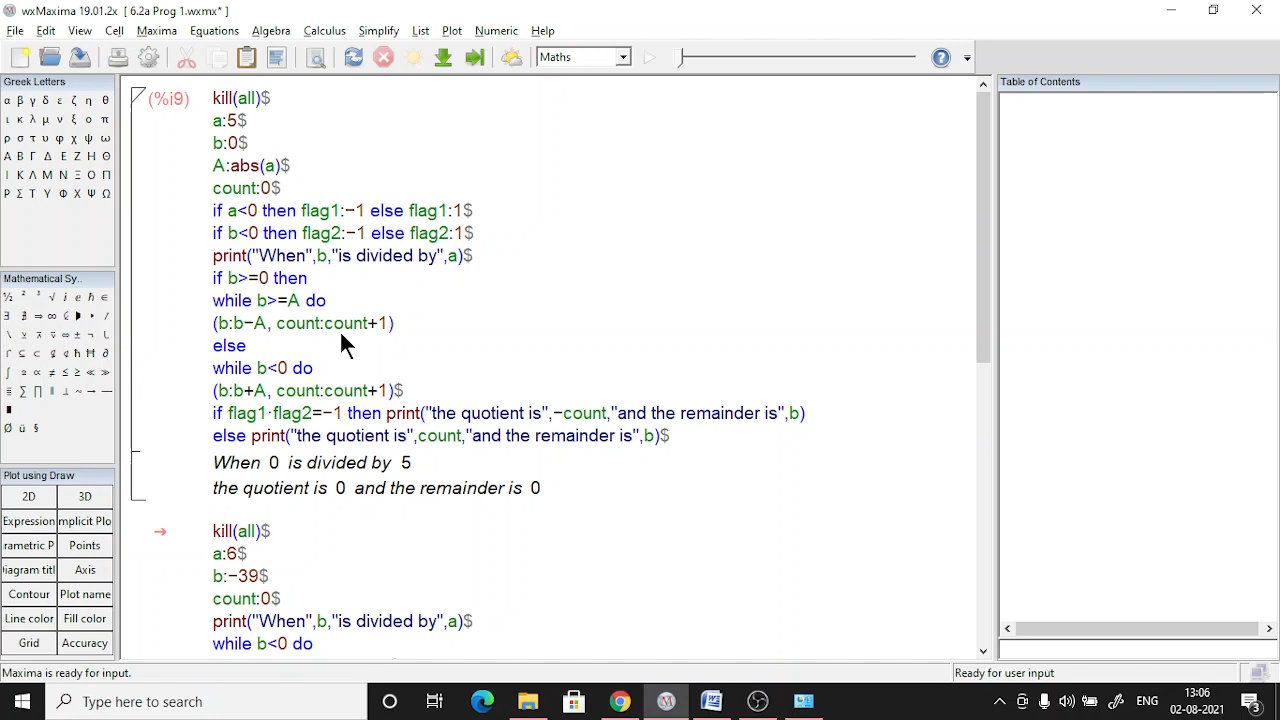 wxMaxima 19.01.2x [ 6.2a Prog 1.wxmx* ]
File Edit View Cell Maxima Equations Algebra Calculus Simplify List Plot Numeric Help
Maths
Greek Letters
α β γ δ ε ζ η θ
ι κ λ μ ν ξ ο π
ρ σ τ υ φ χ ψ ω
Α Β Γ Δ Ε Ζ Η Θ
Ι Κ Λ Μ Ν Ξ Ο Π
Ρ Σ Τ Υ Φ Χ Ψ Ω
Mathematical Sy..
Ø ü §
Plot using Draw
2D 3D
Expression mplicit Plo
rametric P Points
iagram titl Axis
Contour Plot name
Line color Fill color
Grid Accuracy
(%i9) kill(all)$
a:5$
b:0$
A:abs(a)$
count:0$
if a<0 then flag1:−1 else flag1:1$
if b<0 then flag2:−1 else flag2:1$
print("When",b,"is divided by",a)$
if b>=0 then
while b>=A do
(b:b−A, count:count+1)
else
while b<0 do
(b:b+A, count:count+1)$
if flag1·flag2=−1 then print("the quotient is",−count,"and the remainder is",b)
else print("the quotient is",count,"and the remainder is",b)$
When 0 is divided by 5
the quotient is 0 and the remainder is 0
→ kill(all)$
a:6$
b:−39$
count:0$
print("When",b,"is divided by",a)$
while b<0 do
Table of Contents
Maxima is ready for input.
Ready for user input
Type here to search
ENG
13:06
02-08-2021
3